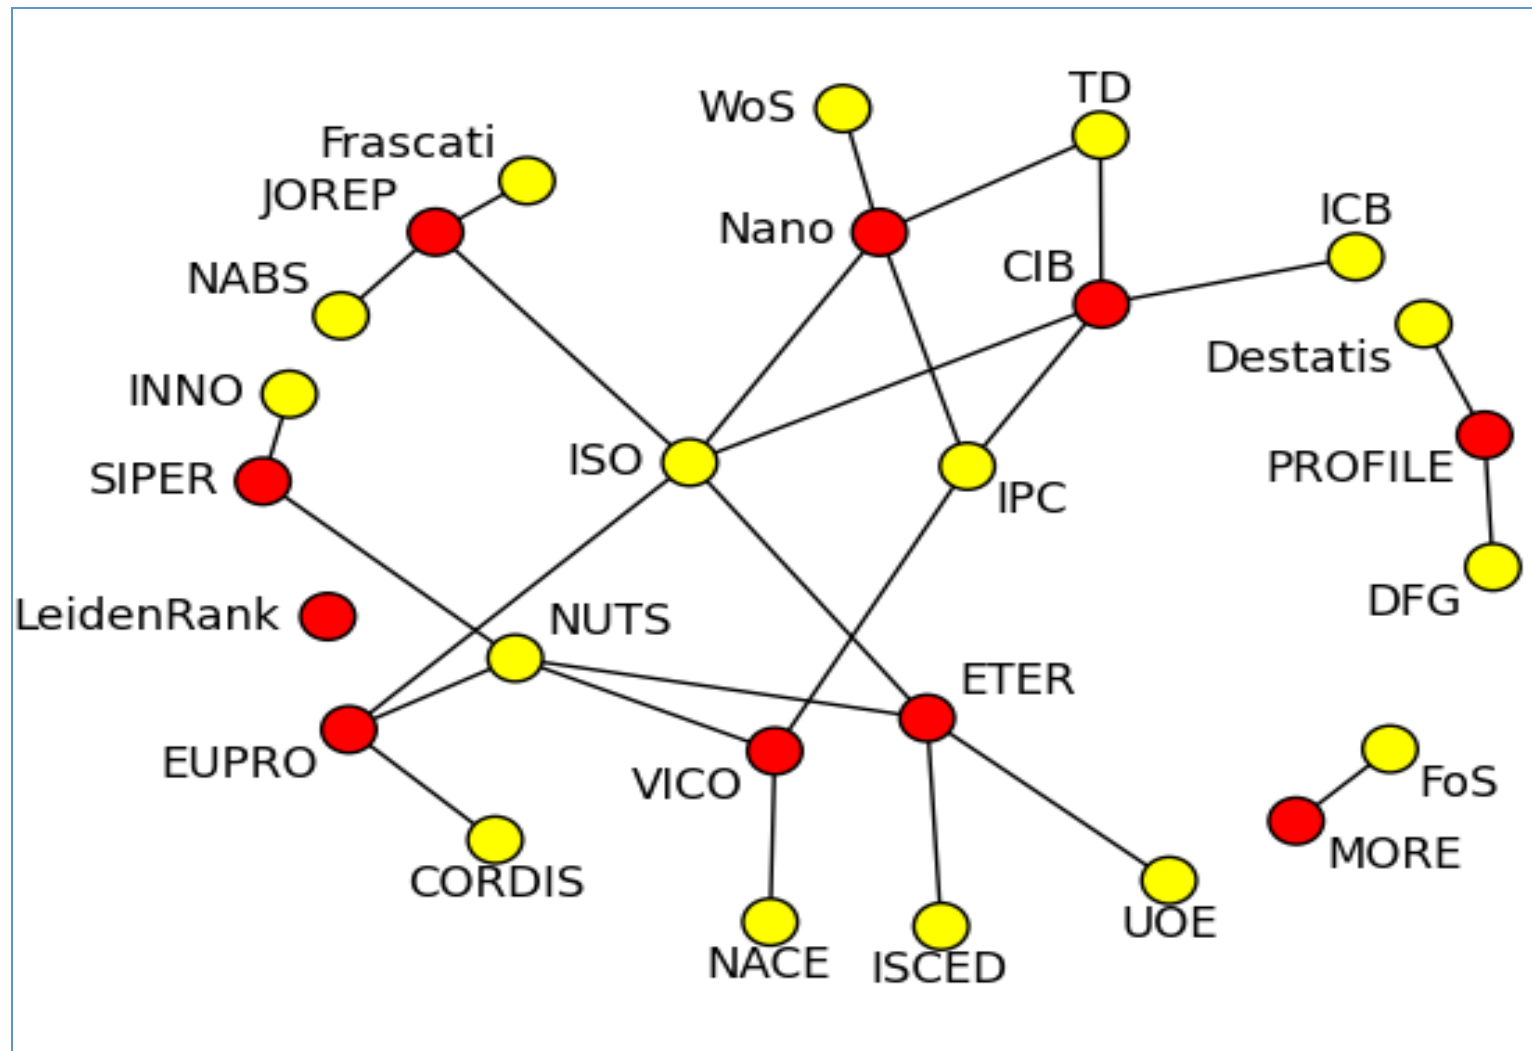 TD
WoS
Frascati
JOREP
ICB
Nano
CIB
NABS
Destatis
INNO
ISO
PROFILE
SIPER
IPC
DFG
LeidenRank
NUTS
ETER
EUPRO
VICO
FoS
MORE
CORDIS
UOE
NACE
ISCED